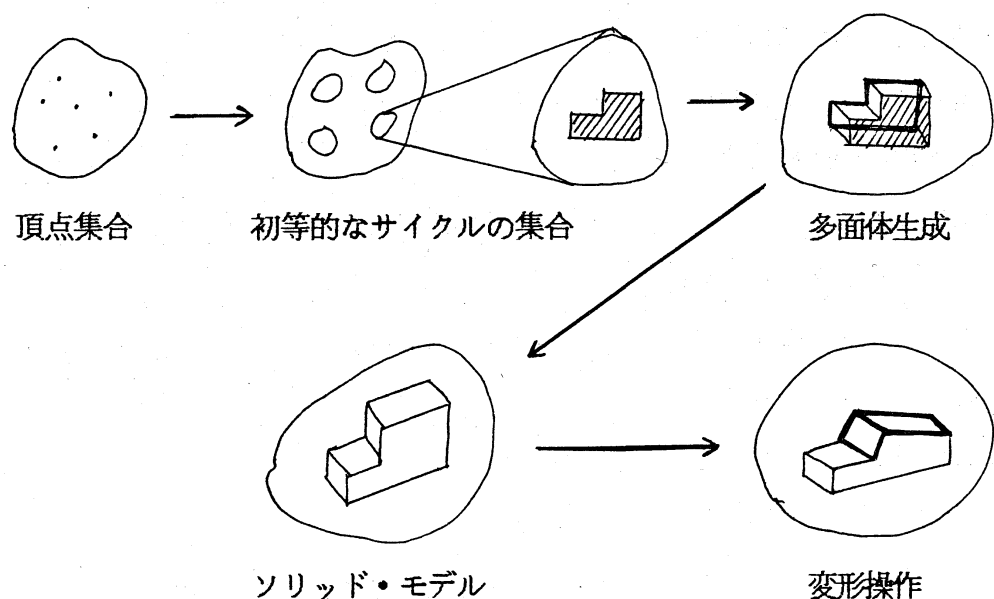 頂点集合
初等的なサイクルの集合
多面体生成
ソリッド・モデル
変形操作